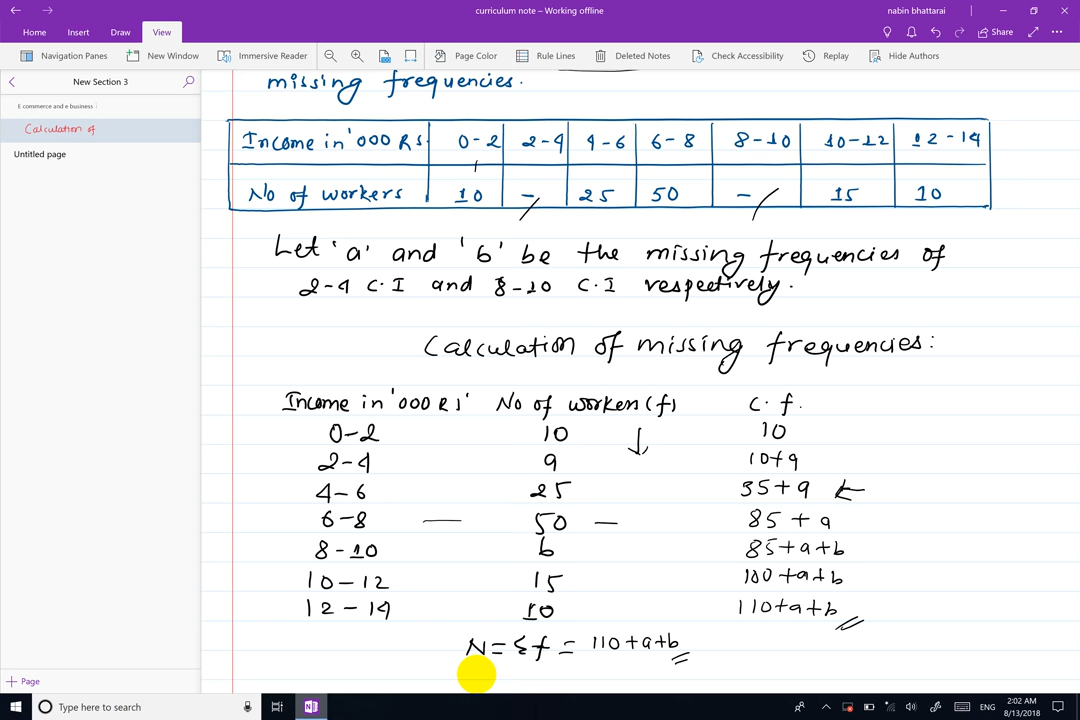 curriculum note – Working offline
nabin bhattarai
Home Insert Draw View
Share
Navigation Panes New Window Immersive Reader Page Color Rule Lines Deleted Notes Check Accessibility Replay Hide Authors
New Section 3
E commerce and e business :
Calculation of
Untitled page
missing frequencies.
Income in '000 Rs. 0-2 2-4 4-6 6-8 8-10 10-12 12-14
No of workers 10 - 25 50 - 15 10
Let 'a' and 'b' be the missing frequencies of
2-4 C.I and 8-10 C.I respectively.
Calculation of missing frequencies:
Income in '000 RS' No of workers (f) C.f.
0-2 10 10
2-4 a 10+a
4-6 25 35+a
6-8 50 85+a
8-10 b 85+a+b
10-12 15 100+a+b
12-14 10 110+a+b
N = Σf = 110+a+b
+ Page
Type here to search
ENG
2:02 AM
8/13/2018